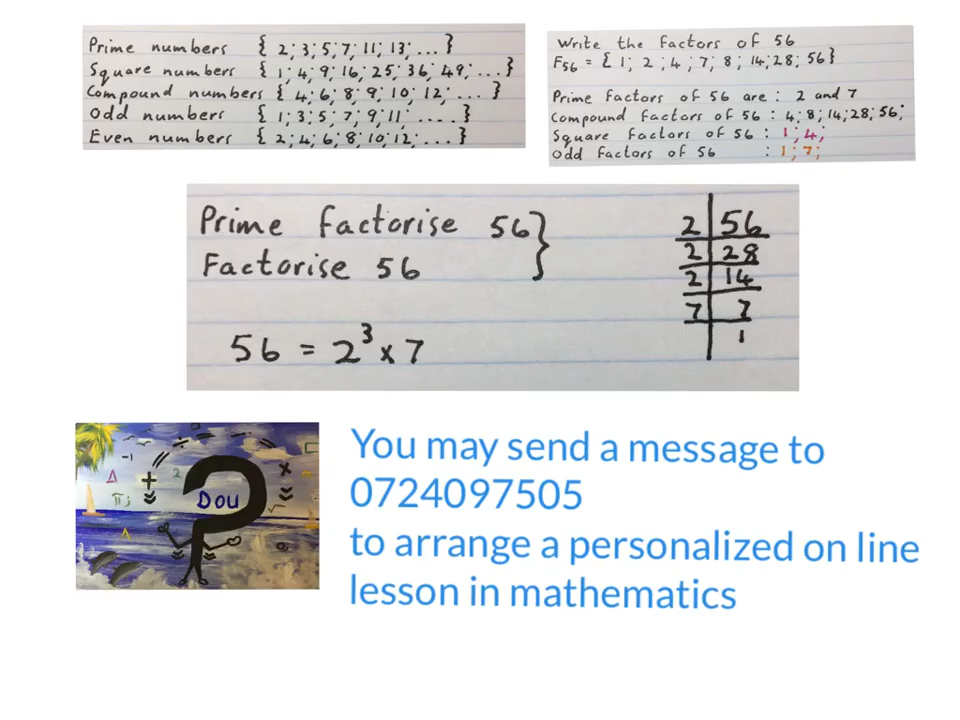 Prime numbers { 2; 3; 5; 7; 11; 13; ... }
Square numbers { 1; 4; 9; 16; 25; 36; 49; ... }
Compound numbers { 4; 6; 8; 9; 10; 12; ... }
Odd numbers { 1; 3; 5; 7; 9; 11; .... }
Even numbers { 2; 4; 6; 8; 10; 12; ... }
Write the factors of 56
F56 = { 1; 2; 4; 7; 8; 14; 28; 56}
Prime factors of 56 are : 2 and 7
Compound factors of 56 : 4; 8; 14; 28; 56;
Square factors of 56 : 1; 4;
Odd factors of 56 : 1; 7;
Prime factorise 56 }
Factorise 56
56 = 2³ x 7
2 | 56
2 | 28
2 | 14
7 | 7
| 1
Dou
You may send a message to
0724097505
to arrange a personalized on line
lesson in mathematics